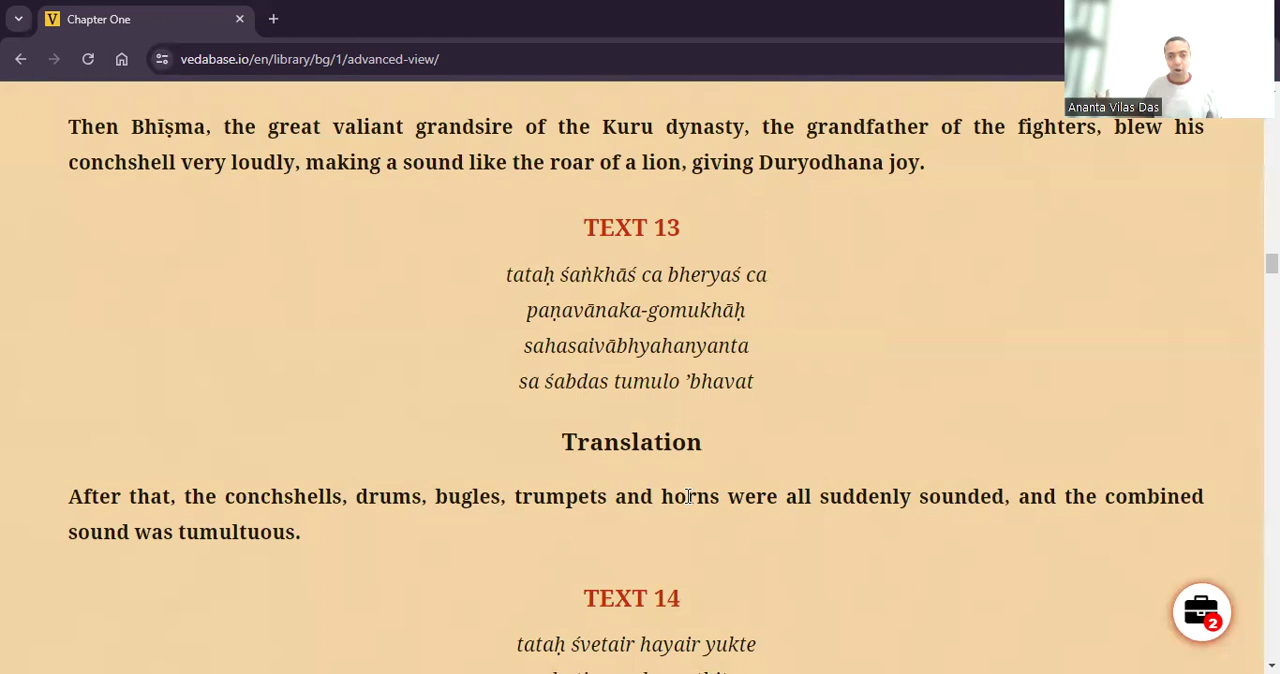 Chapter One
vedabase.io/en/library/bg/1/advanced-view/
Ananta Vilas Das
Then Bhīṣma, the great valiant grandsire of the Kuru dynasty, the grandfather of the fighters, blew his
conchshell very loudly, making a sound like the roar of a lion, giving Duryodhana joy.
TEXT 13
tataḥ śaṅkhāś ca bheryaś ca
paṇavānaka-gomukhāḥ
sahasaivābhyahanyanta
sa śabdas tumulo ’bhavat
Translation
After that, the conchshells, drums, bugles, trumpets and horns were all suddenly sounded, and the combined
sound was tumultuous.
2
TEXT 14
tataḥ śvetair hayair yukte